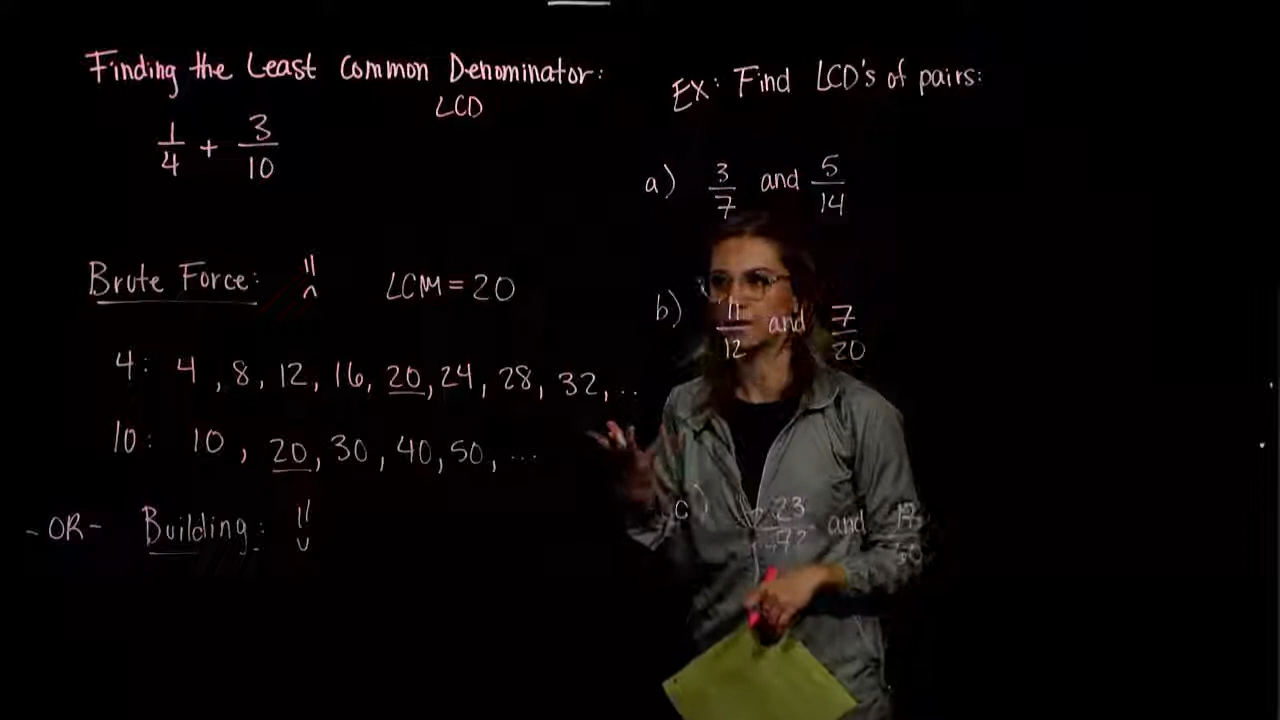 Finding the Least Common Denominator:
LCD
1/4 + 3/10
Brute Force: LCM = 20
4: 4, 8, 12, 16, 20, 24, 28, 32, ...
10: 10, 20, 30, 40, 50, ...
-OR- Building:
EX: Find LCD's of pairs:
a) 3/7 and 5/14
b) 11/12 and 7/20
c) 23/42 and